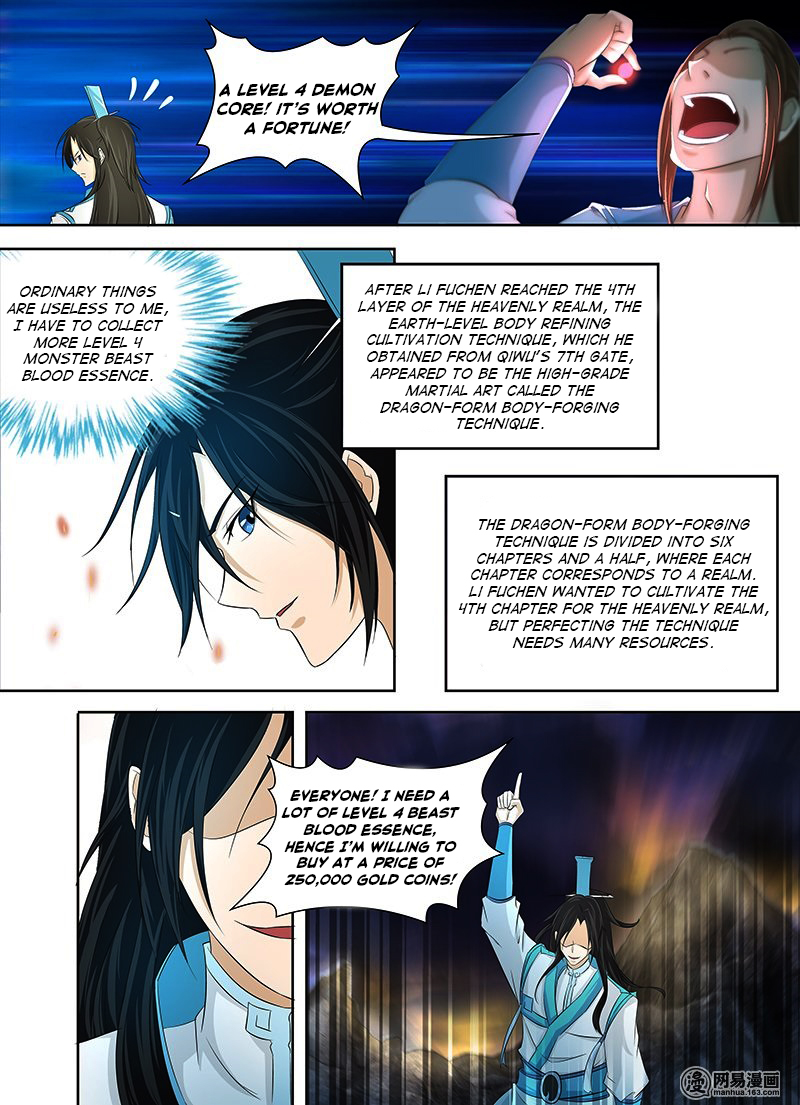 A LEVEL 4 DEMON
CORE! IT'S WORTH
A FORTUNE!
ORDINARY THINGS
ARE USELESS TO ME,
I HAVE TO COLLECT
MORE LEVEL 4
MONSTER BEAST
BLOOD ESSENCE.
AFTER LI FUCHEN REACHED THE 4TH
LAYER OF THE HEAVENLY REALM, THE
EARTH-LEVEL BODY REFINING
CULTIVATION TECHNIQUE, WHICH HE
OBTAINED FROM QIWU'S 7TH GATE,
APPEARED TO BE THE HIGH-GRADE
MARTIAL ART CALLED THE
DRAGON-FORM BODY-FORGING
TECHNIQUE.
THE DRAGON-FORM BODY-FORGING
TECHNIQUE IS DIVIDED INTO SIX
CHAPTERS AND A HALF, WHERE EACH
CHAPTER CORRESPONDS TO A REALM.
LI FUCHEN WANTED TO CULTIVATE THE
4TH CHAPTER FOR THE HEAVENLY REALM,
BUT PERFECTING THE TECHNIQUE
NEEDS MANY RESOURCES.
EVERYONE! I NEED A
LOT OF LEVEL 4 BEAST
BLOOD ESSENCE,
HENCE I'M WILLING TO
BUY AT A PRICE OF
250,000 GOLD COINS!
漫 网易漫画
manhua.163.com